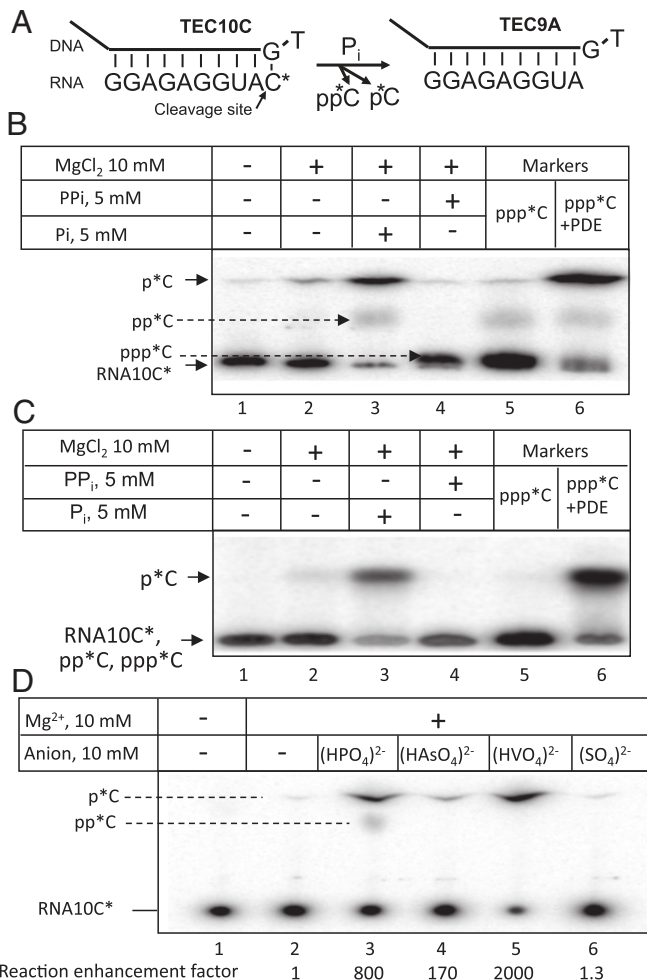 A
TEC10C
TEC9A
DNA
G-T
Pi
G-T
RNA
GGAGAGGUAC*
GGAGAGGUA
Cleavage site
pp*C p*C
B
MgCl2 10 mM - + + + Markers
PPi, 5 mM - - - + ppp*C ppp*C +PDE
Pi, 5 mM - - + -
p*C
pp*C
ppp*C
RNA10C*
1 2 3 4 5 6
C
MgCl2 10 mM - + + + Markers
PPi, 5 mM - - - + ppp*C ppp*C +PDE
Pi, 5 mM - - + -
p*C
RNA10C*,
pp*C, ppp*C
1 2 3 4 5 6
D
Mg2+, 10 mM - +
Anion, 10 mM - - (HPO4)2- (HAsO4)2- (HVO4)2- (SO4)2-
p*C
pp*C
RNA10C*
1 2 3 4 5 6
Reaction enhancement factor 1 800 170 2000 1.3